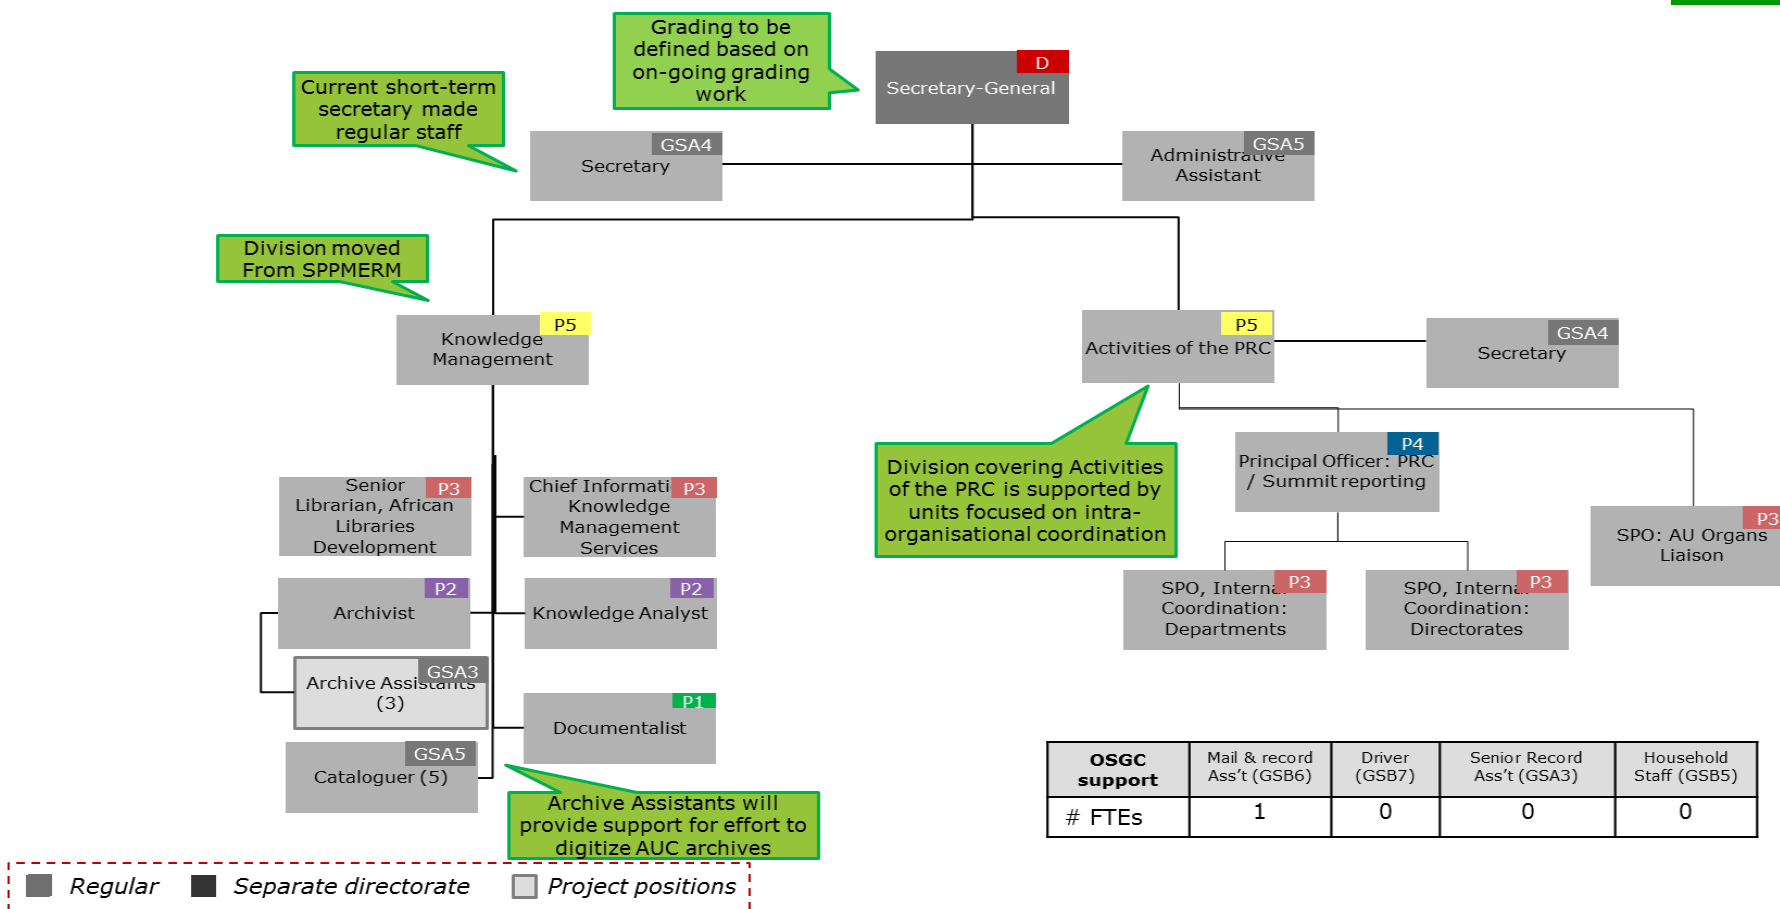 Grading to be
defined based on
on-going grading
work
D
Secretary-General
Current short-term
secretary made
regular staff
GSA4
Secretary
GSA5
Administrative
Assistant
Division moved
From SPPMERM
P5
Knowledge
Management
P5
Activities of the PRC
GSA4
Secretary
Division covering Activities
of the PRC is supported by
units focused on intra-
organisational coordination
P4
Principal Officer: PRC
/ Summit reporting
P3
SPO: AU Organs
Liaison
P3
SPO, Interna
Coordination:
Departments
P3
SPO, Interna
Coordination:
Directorates
P3
Senior
Librarian, African
Libraries
Development
P3
Chief Informati
Knowledge
Management
Services
P2
Archivist
P2
Knowledge Analyst
GSA3
Archive Assistants
(3)
P1
Documentalist
GSA5
Cataloguer (5)
Archive Assistants will
provide support for effort to
digitize AUC archives
OSGC
support
Mail & record
Ass't (GSB6)
Driver
(GSB7)
Senior Record
Ass't (GSA3)
Household
Staff (GSB5)
# FTEs
1
0
0
0
Regular
Separate directorate
Project positions